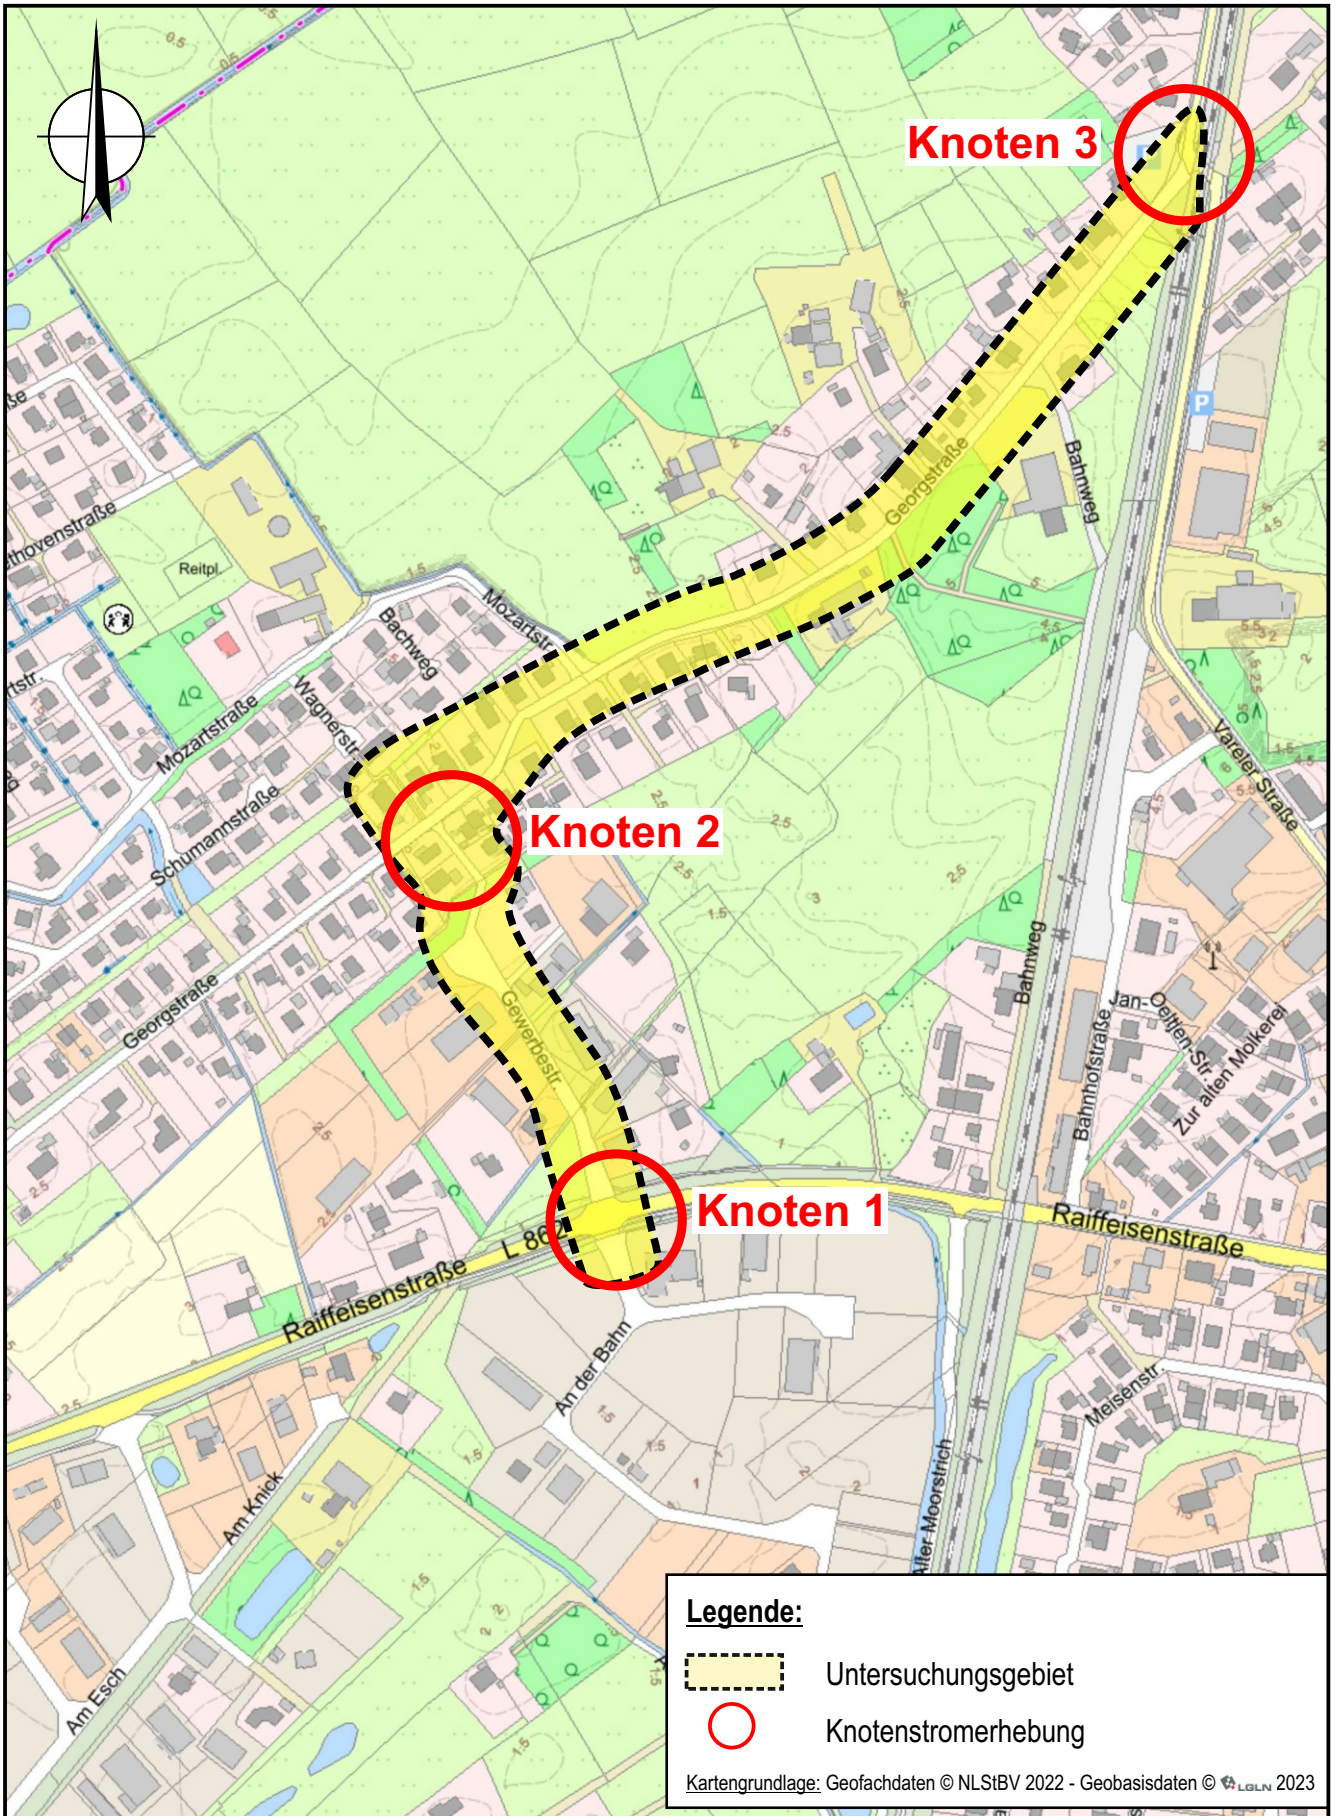 Knoten 3
P
Bahnweg
Georgstraße
ethovenstraße
Reitpl.
Mozartstr.
Bachweg
Wagnerstr.
Mozartstraße
Schumannstraße
Vareler Straße
Knoten 2
Georgstraße
Gewerbestr.
Bahnweg
Jan-Oeltjen-Str.
Bahnhofstraße
Zur alten Molkerei
Knoten 1
L 862
Raiffeisenstraße
Raiffeisenstraße
An der Bahn
Meisenstr.
Am Knick
Alter Moorstrich
Am Esch
Legende:
Untersuchungsgebiet
Knotenstromerhebung
Kartengrundlage: Geofachdaten © NLStBV 2022 - Geobasisdaten © LGLN 2023